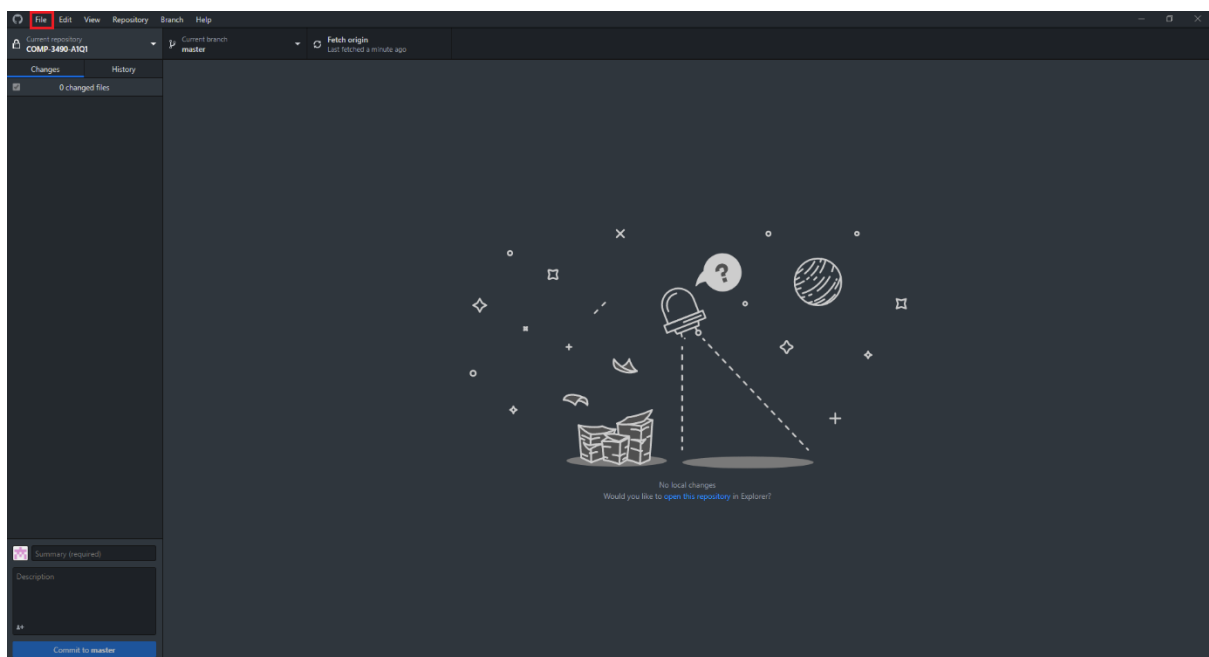 File Edit View Repository Branch Help
Current repository
COMP-3490-A1Q1
Current branch
master
Fetch origin
Last fetched a minute ago
Changes History
0 changed files
?
No local changes
Would you like to open this repository in Explorer?
Summary (required)
Description
Commit to master